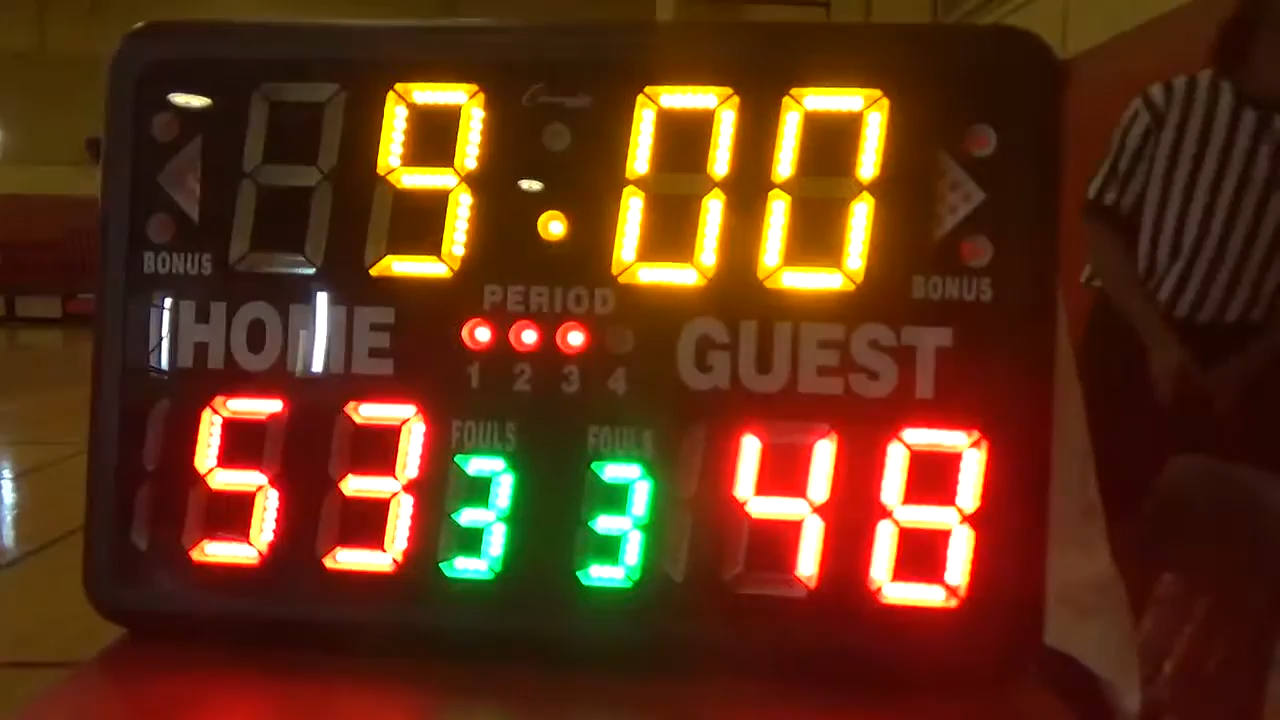 9:00
BONUS
BONUS
PERIOD
HOME
GUEST
1 2 3 4
FOULS
FOULS
53
3
3
48